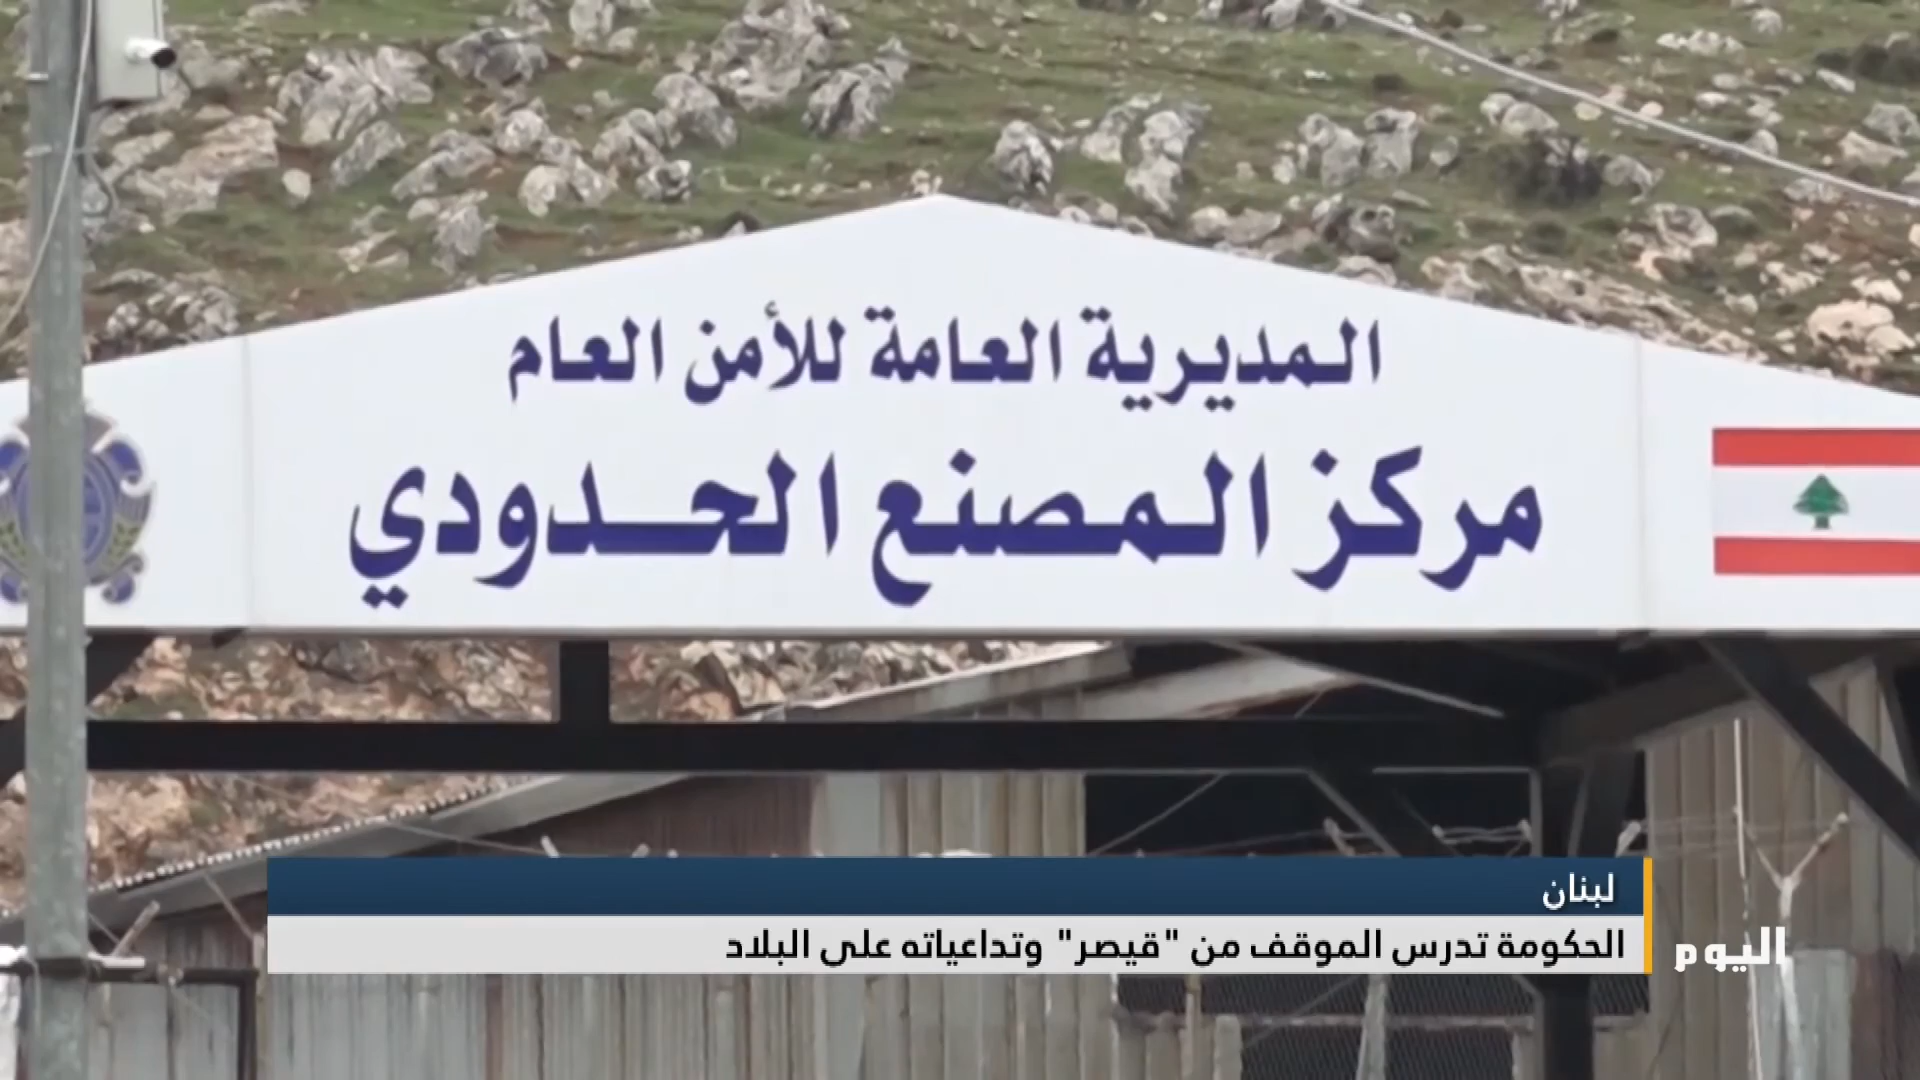 المديرية العامة للأمن العام
مركز المصنع الحدودي
لبنان
الحكومة تدرس الموقف من "قيصر" وتداعياته على البلاد
اليوم